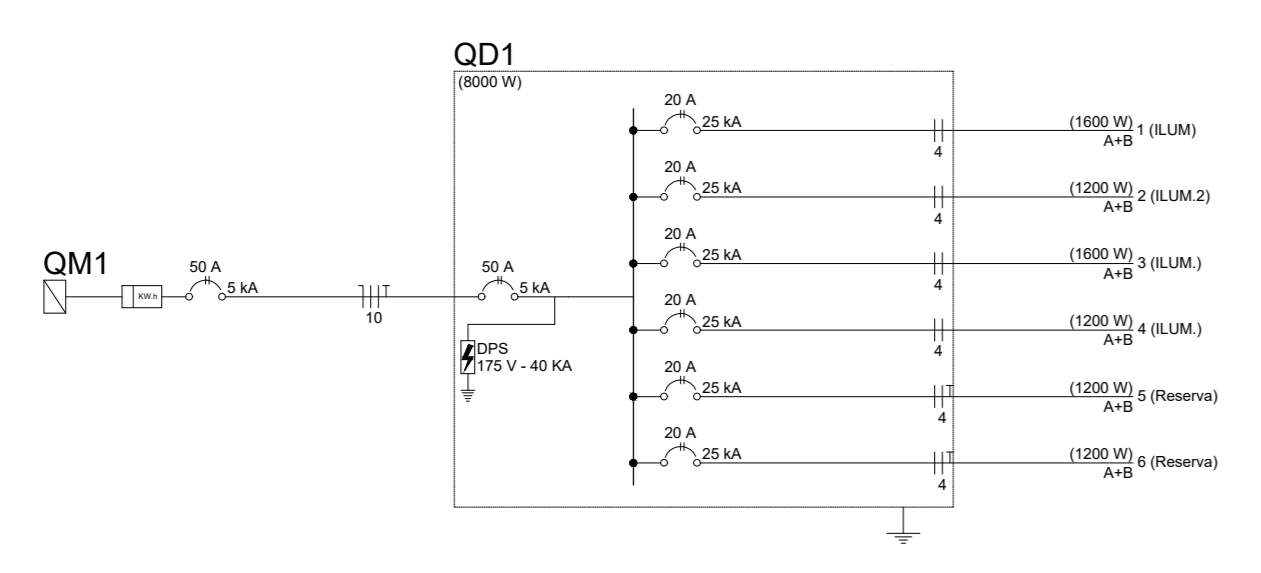 QD1
(8000 W)
20 A
25 kA
4
(1600 W)
A+B
1 (ILUM)
20 A
25 kA
4
(1200 W)
A+B
2 (ILUM.2)
20 A
25 kA
4
(1600 W)
A+B
3 (ILUM.)
QM1
KW.h
50 A
5 kA
10
50 A
5 kA
DPS
175 V - 40 KA
20 A
25 kA
4
(1200 W)
A+B
4 (ILUM.)
20 A
25 kA
4
(1200 W)
A+B
5 (Reserva)
20 A
25 kA
4
(1200 W)
A+B
6 (Reserva)